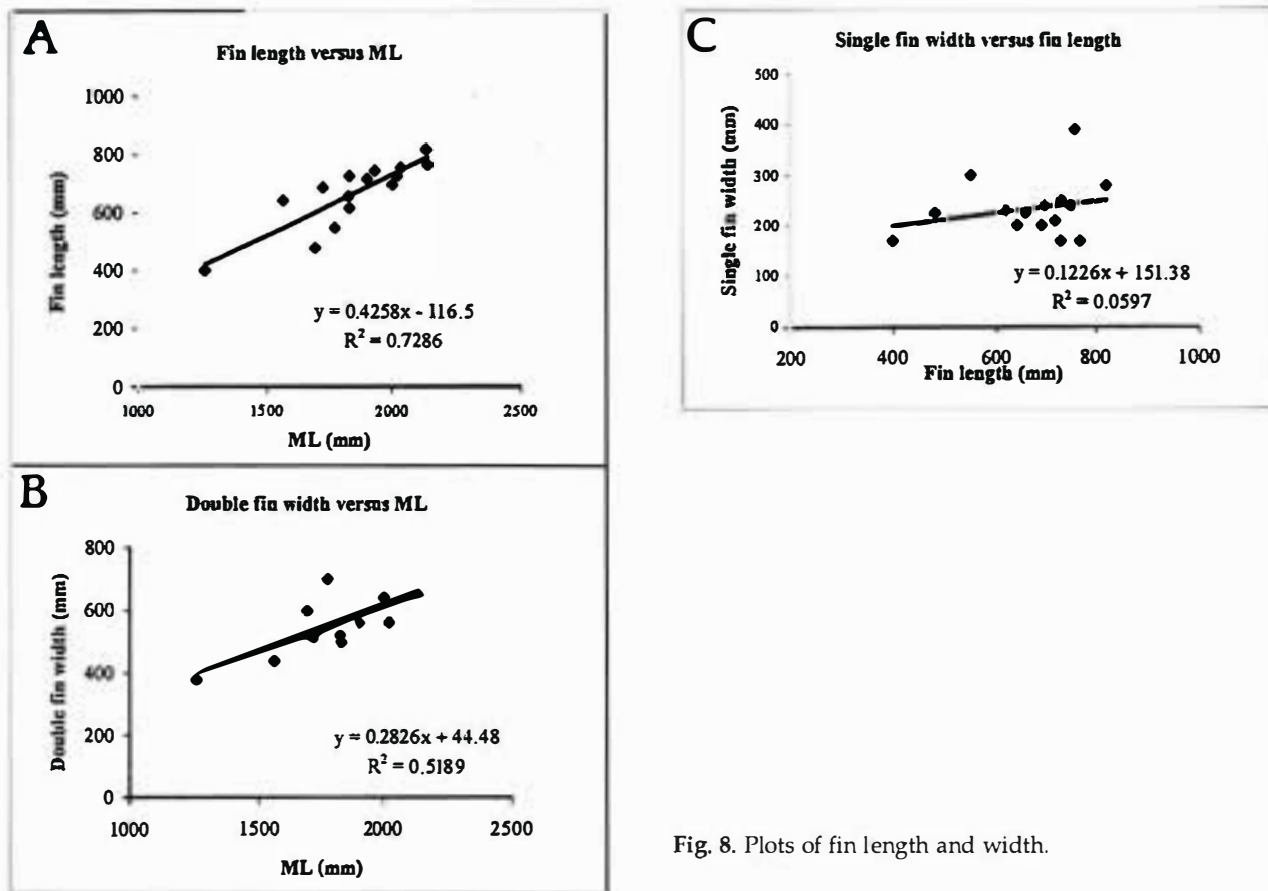 A
Fin length versus ML
Fin length (mm)
1000
800
600
400
200
0
1000 1500 2000 2500
ML (mm)
y = 0.4258x - 116.5
R² = 0.7286
B
Double fin width versus ML
Double fin width (mm)
800
600
400
200
0
1000 1500 2000 2500
ML (mm)
y = 0.2826x + 44.48
R² = 0.5189
C
Single fin width versus fin length
Single fin width (mm)
500
400
300
200
100
0
200 400 600 800 1000
Fin length (mm)
y = 0.1226x + 151.38
R² = 0.0597
Fig. 8. Plots of fin length and width.